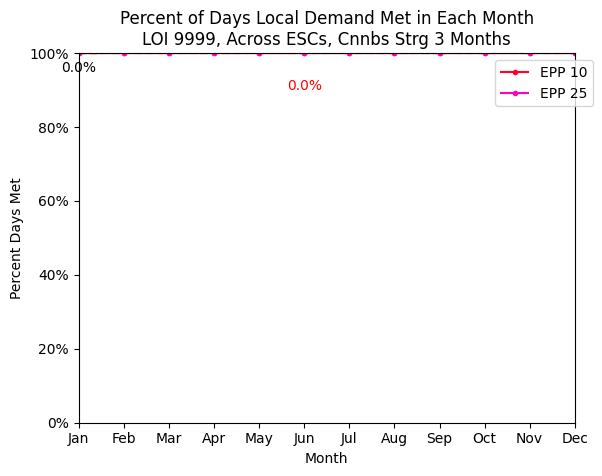 Percent of Days Local Demand Met in Each Month
LOI 9999, Across ESCs, Cnnbs Strg 3 Months
100%
0.0%
0.0%
EPP 10
EPP 25
80%
60%
40%
20%
0%
Percent Days Met
Jan Feb Mar Apr May Jun Jul Aug Sep Oct Nov Dec
Month